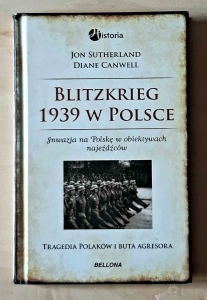 Historia
JON SUTHERLAND
DIANE CANWELL
BLITZKRIEG
1939 W POLSCE
Inwazja na Polskę w obiektywach
najeźdźców
TRAGEDIA POLAKÓW I BUTA AGRESORA
BELLONA